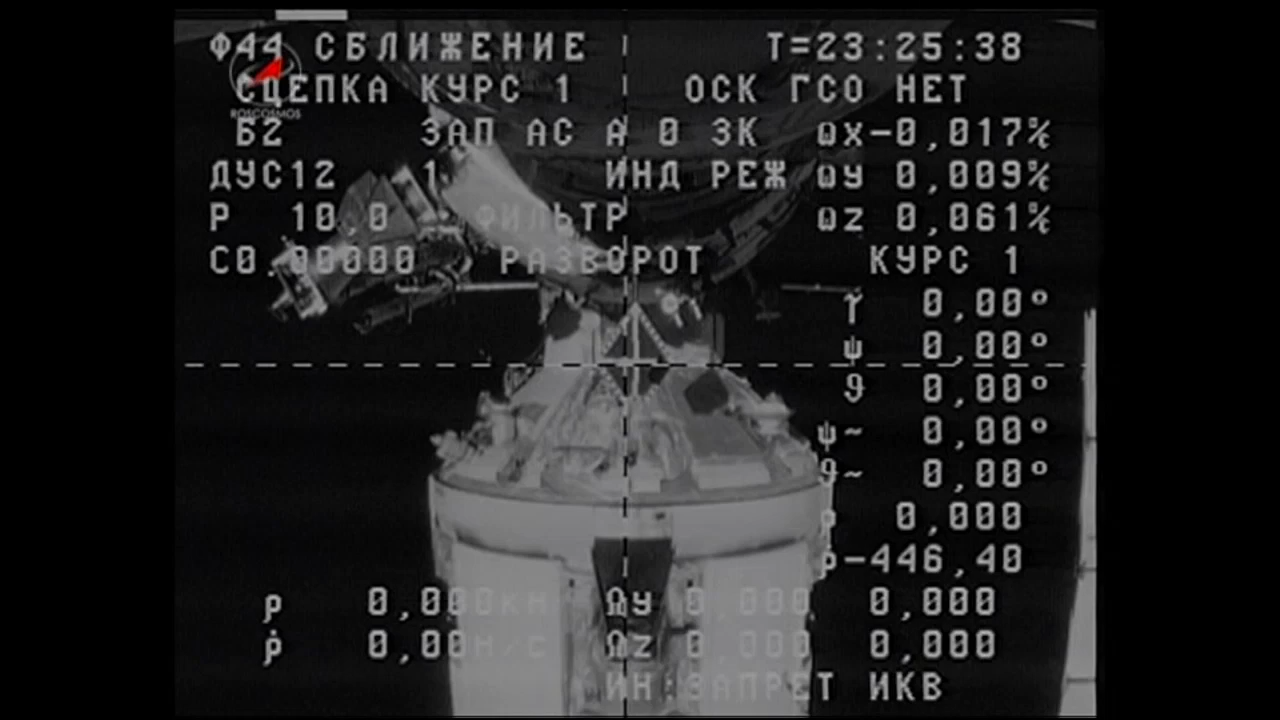 Ф44 СБЛИЖЕНИЕ T=23:25:38
СЦЕПКА КУРС 1 ОСК ГСО НЕТ
ROSCOSMOS
Б2 ЗАП АС А 0 ЗК ΩX-0,017%
ДУС12 1 ИНД РЕЖ ΩУ 0,009%
Р 10,0 ФИЛЬТР ΩZ 0,061%
С0,00000 РАЗВОРОТ КУРС 1
γ 0,00°
ψ 0,00°
ϑ 0,00°
ψ~ 0,00°
ϑ~ 0,00°
ρ 0,000
ρ̇-446,40
ρ 0,000км Ωу 0,000 0,000
ρ̇ 0,00м/с Ωz 0,000 0,000
ИН ЗАПРЕТ ИКВ